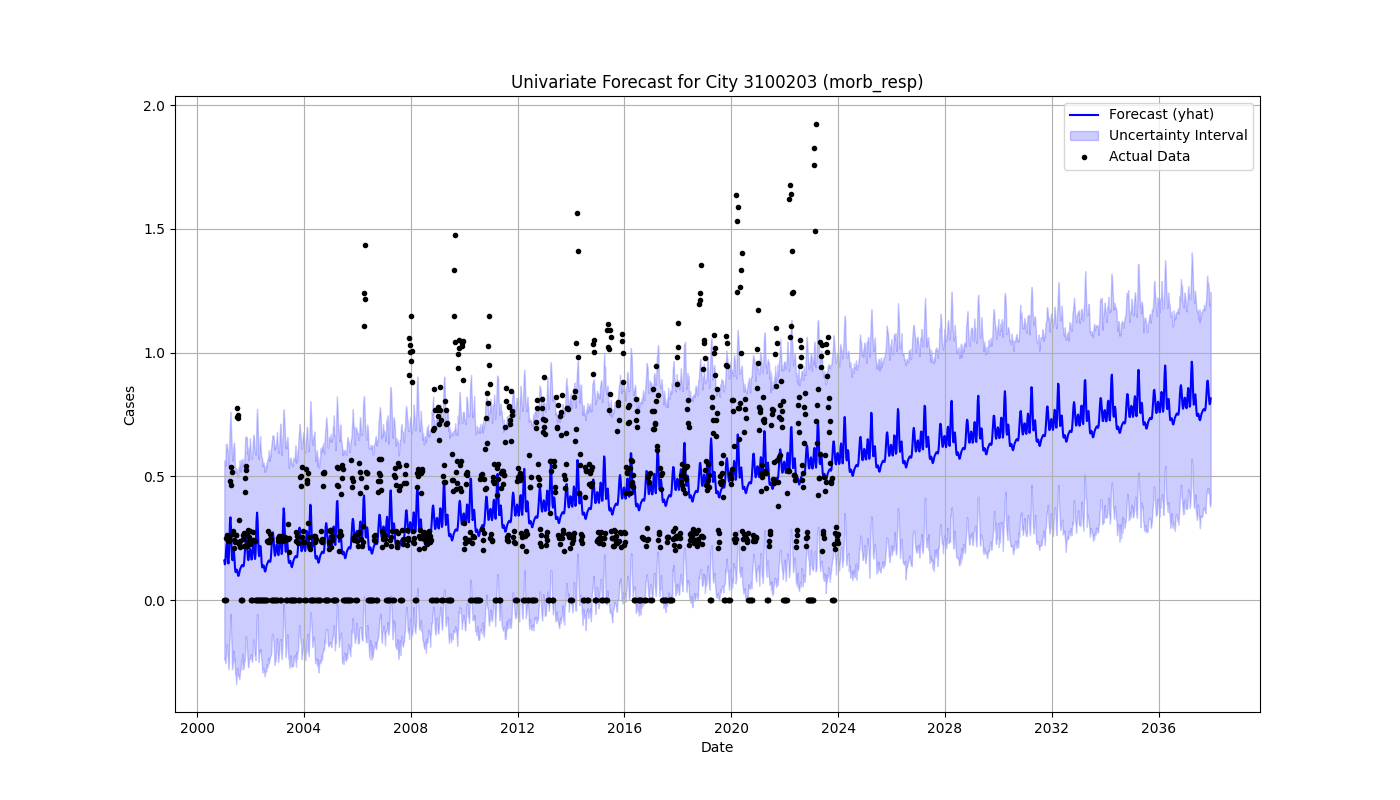 Univariate Forecast for City 3100203 (morb_resp)
Forecast (yhat)
Uncertainty Interval
Actual Data
Cases
2.0
1.5
1.0
0.5
0.0
2000 2004 2008 2012 2016 2020 2024 2028 2032 2036
Date